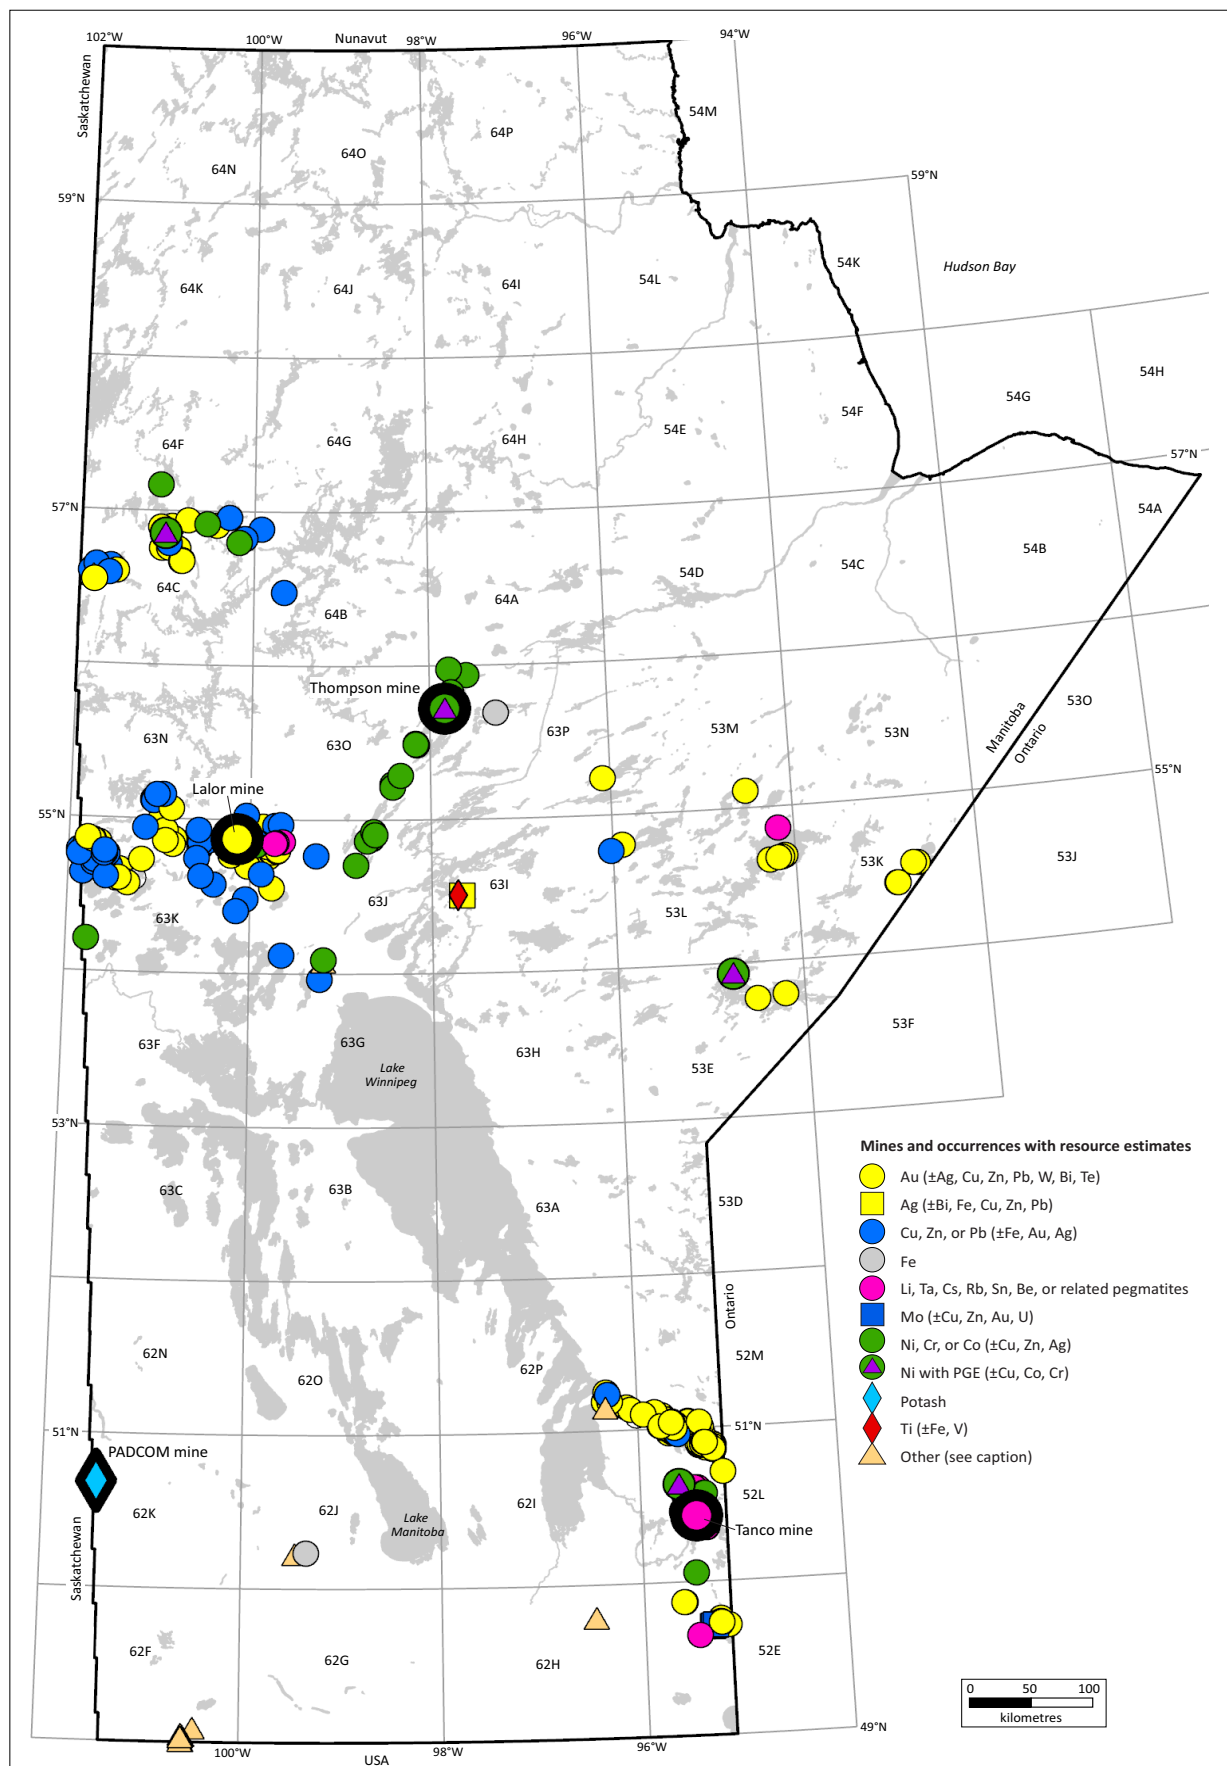 102°W
100°W
Nunavut
98°W
96°W
94°W
Saskatchewan
54M
64P
64O
64N
59°N
59°N
54K
Hudson Bay
54L
64I
64J
64K
54H
54G
54F
54E
64H
64G
64F
57°N
57°N
54A
54B
54C
54D
64A
64B
64C
Thompson mine
53O
Manitoba
Ontario
53N
53M
63P
63O
63N
55°N
Lalor mine
55°N
53J
53K
63I
63J
53L
63K
53F
63F
63G
63H
53E
Lake
Winnipeg
53°N
63C
63B
63A
53D
Mines and occurrences with resource estimates
Au (±Ag, Cu, Zn, Pb, W, Bi, Te)
Ag (±Bi, Fe, Cu, Zn, Pb)
Cu, Zn, or Pb (±Fe, Au, Ag)
Fe
Li, Ta, Cs, Rb, Sn, Be, or related pegmatites
Mo (±Cu, Zn, Au, U)
Ni, Cr, or Co (±Cu, Zn, Ag)
Ni with PGE (±Cu, Co, Cr)
Potash
Ti (±Fe, V)
Other (see caption)
Ontario
62N
62O
62P
52M
51°N
51°N
PADCOM mine
62K
62J
62I
52L
Lake
Manitoba
Tanco mine
Saskatchewan
62F
62G
62H
52E
0 50 100
kilometres
49°N
100°W
USA
98°W
96°W